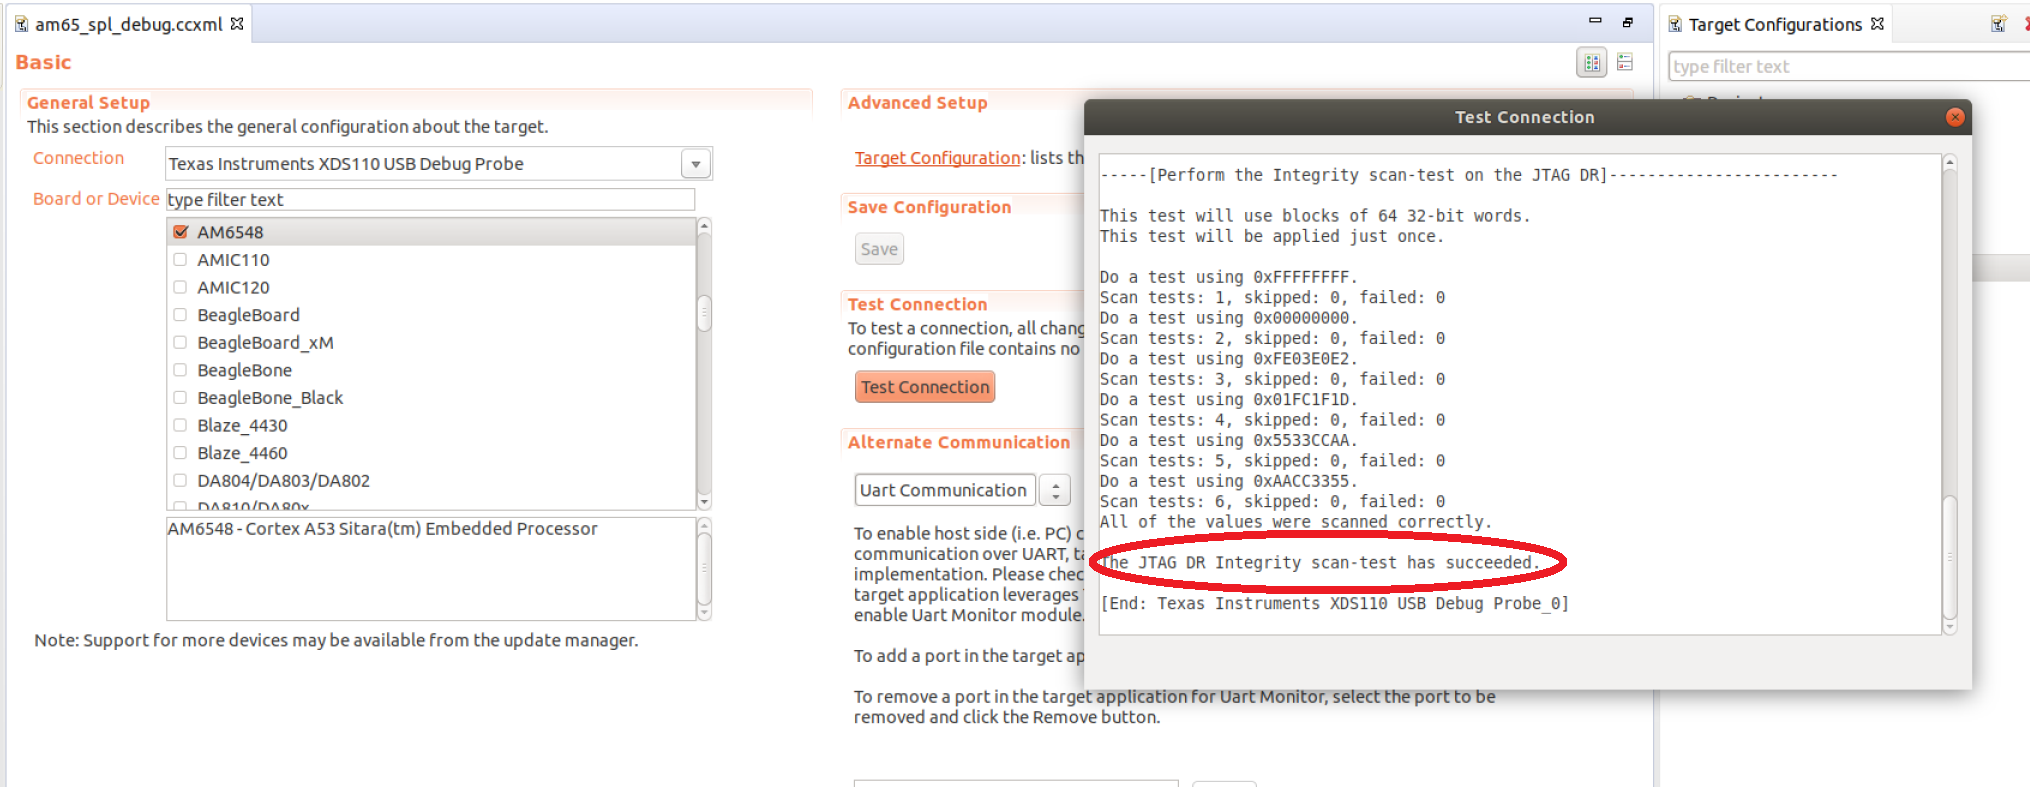 am65_spl_debug.ccxml
Target Configurations
Basic
type filter text
General Setup
This section describes the general configuration about the target.
Connection
Texas Instruments XDS110 USB Debug Probe
Board or Device
type filter text
AM6548
AMIC110
AMIC120
BeagleBoard
BeagleBoard_xM
BeagleBone
BeagleBone_Black
Blaze_4430
Blaze_4460
DA804/DA803/DA802
DA810/DA80x
AM6548 - Cortex A53 Sitara(tm) Embedded Processor
Note: Support for more devices may be available from the update manager.
Advanced Setup
Target Configuration: lists th
Save Configuration
Save
Test Connection
To test a connection, all chang
configuration file contains no
Test Connection
Alternate Communication
Uart Communication
To enable host side (i.e. PC) c
communication over UART, ta
implementation. Please chec
target application leverages
enable Uart Monitor module.
To add a port in the target ap
To remove a port in the target application for Uart Monitor, select the port to be
removed and click the Remove button.
Test Connection
-----[Perform the Integrity scan-test on the JTAG DR]------------------------
This test will use blocks of 64 32-bit words.
This test will be applied just once.
Do a test using 0xFFFFFFFF.
Scan tests: 1, skipped: 0, failed: 0
Do a test using 0x00000000.
Scan tests: 2, skipped: 0, failed: 0
Do a test using 0xFE03E0E2.
Scan tests: 3, skipped: 0, failed: 0
Do a test using 0x01FC1F1D.
Scan tests: 4, skipped: 0, failed: 0
Do a test using 0x5533CCAA.
Scan tests: 5, skipped: 0, failed: 0
Do a test using 0xAACC3355.
Scan tests: 6, skipped: 0, failed: 0
All of the values were scanned correctly.
The JTAG DR Integrity scan-test has succeeded.
[End: Texas Instruments XDS110 USB Debug Probe_0]